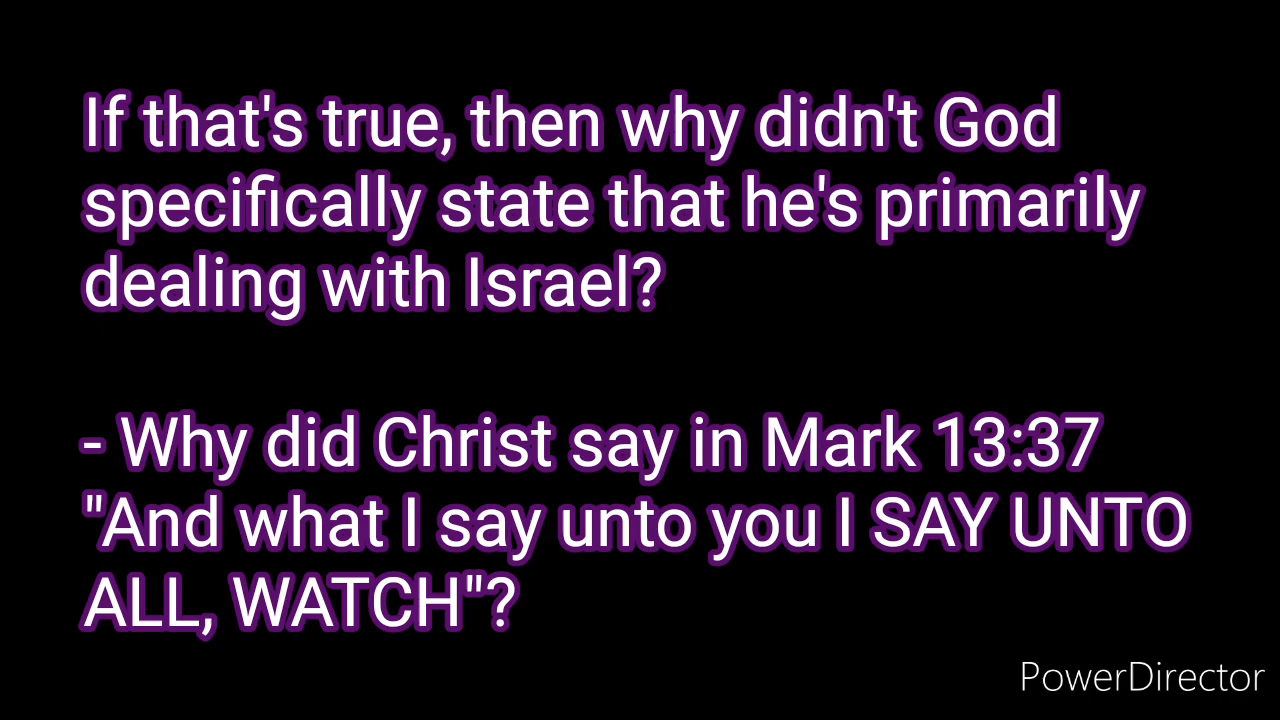 If that's true, then why didn't God
specifically state that he's primarily
dealing with Israel?
- Why did Christ say in Mark 13:37
"And what I say unto you I SAY UNTO
ALL, WATCH"?
PowerDirector